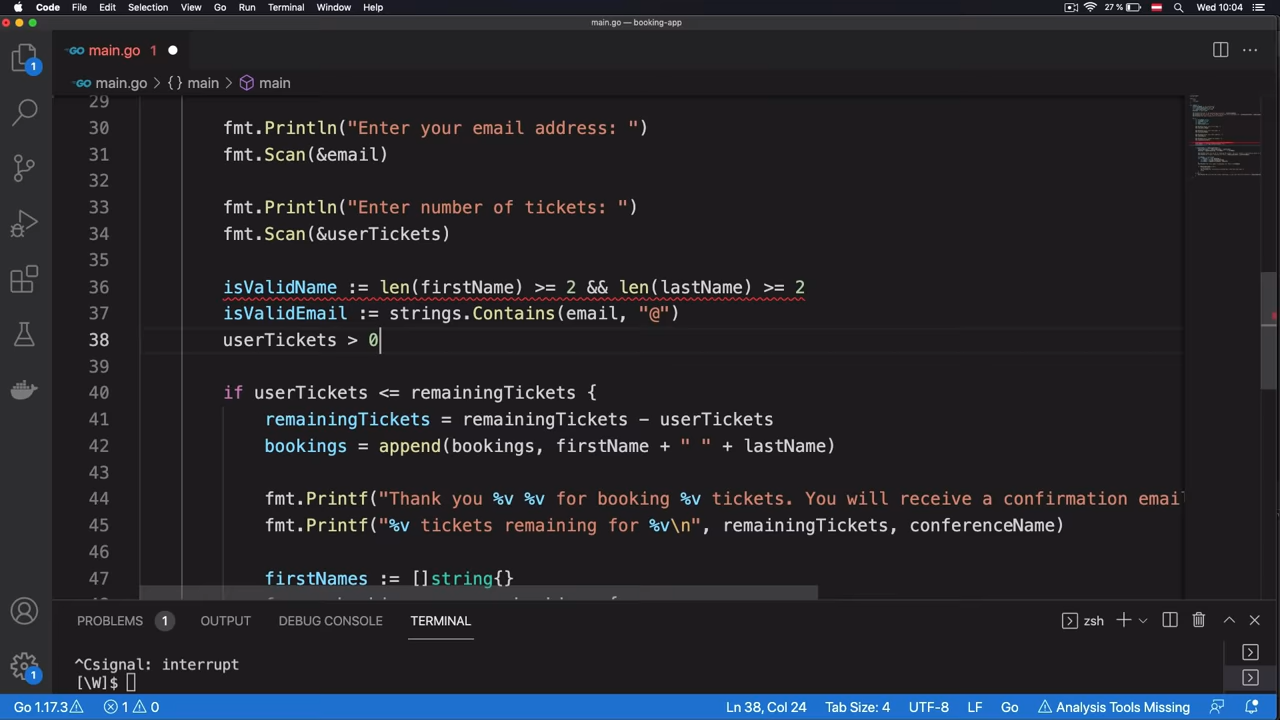 Code File Edit Selection View Go Run Terminal Window Help 27 % Wed 10:04
main.go — booking-app
GO main.go 1
GO main.go > { } main > main
29
30 fmt.Println("Enter your email address: ")
31 fmt.Scan(&email)
32
33 fmt.Println("Enter number of tickets: ")
34 fmt.Scan(&userTickets)
35
36 isValidName := len(firstName) >= 2 && len(lastName) >= 2
37 isValidEmail := strings.Contains(email, "@")
38 userTickets > 0
39
40 if userTickets <= remainingTickets {
41 remainingTickets = remainingTickets - userTickets
42 bookings = append(bookings, firstName + " " + lastName)
43
44 fmt.Printf("Thank you %v %v for booking %v tickets. You will receive a confirmation email
45 fmt.Printf("%v tickets remaining for %v\n", remainingTickets, conferenceName)
46
47 firstNames := []string{}
PROBLEMS 1 OUTPUT DEBUG CONSOLE TERMINAL zsh
^Csignal: interrupt
[\W]$
Go 1.17.3 1 0 Ln 38, Col 24 Tab Size: 4 UTF-8 LF Go Analysis Tools Missing
1
1